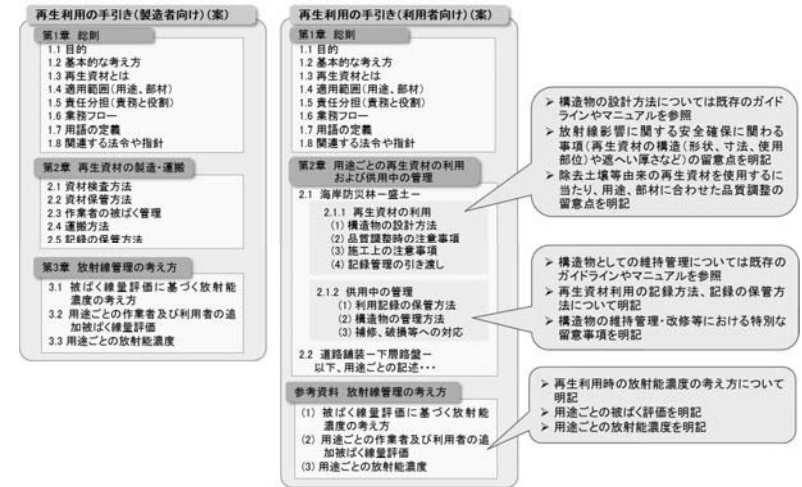 再生利用の手引き(製造者向け)(案)
第1章 総則
1.1 目的
1.2 基本的な考え方
1.3 再生資材とは
1.4 適用範囲(用途、部材)
1.5 責任分担(責務と役割)
1.6 業務フロー
1.7 用語の定義
1.8 関連する法令や指針
第2章 再生資材の製造・運搬
2.1 資材検査方法
2.2 資材保管方法
2.3 作業者の被ばく管理
2.4 運搬方法
2.5 記録の保管方法
第3章 放射線管理の考え方
3.1 被ばく線量評価に基づく放射能
濃度の考え方
3.2 用途ごとの作業者及び利用者の追
加被ばく線量評価
3.3 用途ごとの放射能濃度
再生利用の手引き(利用者向け)(案)
第1章 総則
1.1 目的
1.2 基本的な考え方
1.3 再生資材とは
1.4 適用範囲(用途、部材)
1.5 責任分担(責務と役割)
1.6 業務フロー
1.7 用語の定義
1.8 関連する法令や指針
第2章 用途ごとの再生資材の利用
および供用中の管理
2.1 海岸防災林ー盛土ー
2.1.1 再生資材の利用
(1) 構造物の設計方法
(2) 品質調整時の注意事項
(3) 施工上の注意事項
(4) 記録管理の引き渡し
2.1.2 供用中の管理
(1) 利用記録の保管方法
(2) 構造物の管理方法
(3) 補修、破損等への対応
2.2 道路舗装ー下層路盤ー
以下、用途ごとの記述・・・
参考資料 放射線管理の考え方
(1) 被ばく線量評価に基づく放射能
濃度の考え方
(2) 用途ごとの作業者及び利用者の追
加被ばく線量評価
(3) 用途ごとの放射能濃度
➢ 構造物の設計方法については既存のガイド
ラインやマニュアルを参照
➢ 放射線影響に関する安全確保に関わる
事項(再生資材の構造(形状、寸法、使用
部位)や遮へい厚さなど)の留意点を明記
➢ 除去土壌等由来の再生資材を使用するに
当たり、用途、部材に合わせた品質調整の
留意点を明記
➢ 構造物としての維持管理については既存の
ガイドラインやマニュアルを参照
➢ 再生資材利用の記録方法、記録の保管方
法について明記
➢ 構造物の維持管理・改修等における特別な
留意事項を明記
➢ 再生利用時の放射能濃度の考え方について
明記
➢ 用途ごとの被ばく評価を明記
➢ 用途ごとの放射能濃度を明記